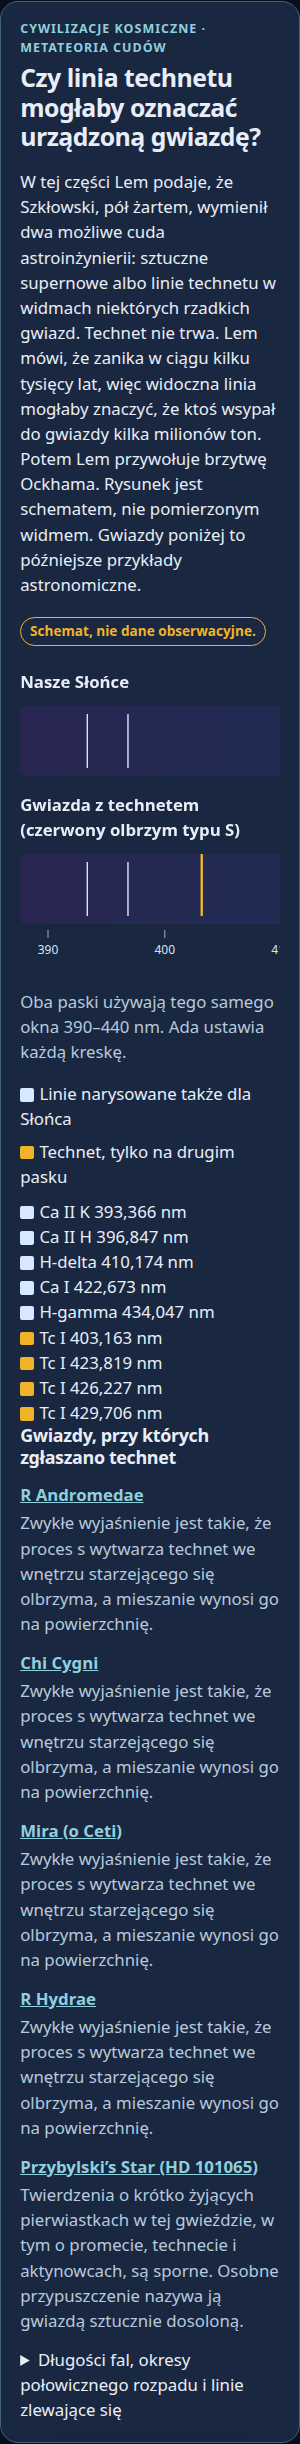 CYWILIZACJE KOSMICZNE ·
METATEORIA CUDÓW
Czy linia technetu
mogłaby oznaczać
urządzoną gwiazdę?
W tej części Lem podaje, że
Szkłowski, pół żartem, wymienił
dwa możliwe cuda
astroinżynierii: sztuczne
supernowe albo linie technetu w
widmach niektórych rzadkich
gwiazd. Technet nie trwa. Lem
mówi, że zanika w ciągu kilku
tysięcy lat, więc widoczna linia
mogłaby znaczyć, że ktoś wsypał
do gwiazdy kilka milionów ton.
Potem Lem przywołuje brzytwę
Ockhama. Rysunek jest
schematem, nie pomierzonym
widmem. Gwiazdy poniżej to
późniejsze przykłady
astronomiczne.
Schemat, nie dane obserwacyjne.
Nasze Słońce
Gwiazda z technetem
(czerwony olbrzym typu S)
390 400
Oba paski używają tego samego
okna 390–440 nm. Ada ustawia
każdą kreskę.
Linie narysowane także dla
Słońca
Technet, tylko na drugim
pasku
Ca II K 393,366 nm
Ca II H 396,847 nm
H-delta 410,174 nm
Ca I 422,673 nm
H-gamma 434,047 nm
Tc I 403,163 nm
Tc I 423,819 nm
Tc I 426,227 nm
Tc I 429,706 nm
Gwiazdy, przy których
zgłaszano technet
R Andromedae
Zwykłe wyjaśnienie jest takie, że
proces s wytwarza technet we
wnętrzu starzejącego się
olbrzyma, a mieszanie wynosi go
na powierzchnię.
Chi Cygni
Zwykłe wyjaśnienie jest takie, że
proces s wytwarza technet we
wnętrzu starzejącego się
olbrzyma, a mieszanie wynosi go
na powierzchnię.
Mira (o Ceti)
Zwykłe wyjaśnienie jest takie, że
proces s wytwarza technet we
wnętrzu starzejącego się
olbrzyma, a mieszanie wynosi go
na powierzchnię.
R Hydrae
Zwykłe wyjaśnienie jest takie, że
proces s wytwarza technet we
wnętrzu starzejącego się
olbrzyma, a mieszanie wynosi go
na powierzchnię.
Przybylski’s Star (HD 101065)
Twierdzenia o krótko żyjących
pierwiastkach w tej gwieździe, w
tym o promecie, technecie i
aktynowcach, są sporne. Osobne
przypuszczenie nazywa ją
gwiazdą sztucznie dosoloną.
Długości fal, okresy
połowicznego rozpadu i linie
zlewające się